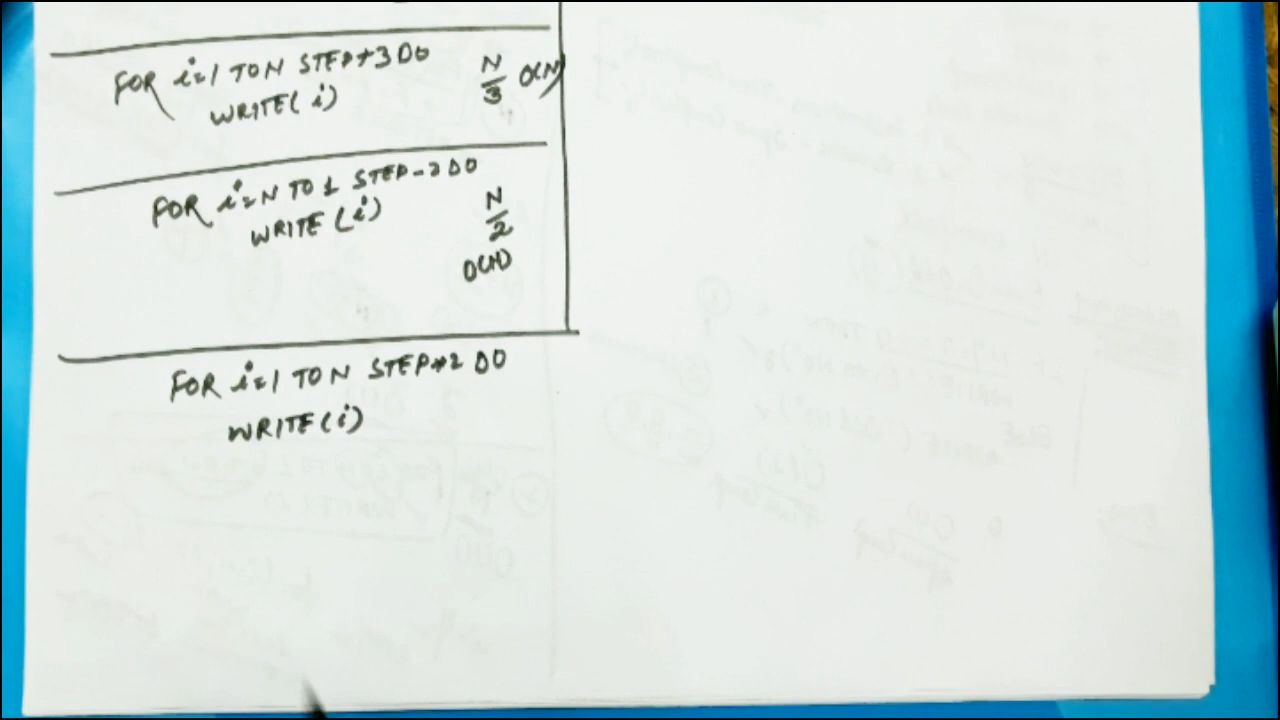 FOR i=1 TO N STEP+3 DO
WRITE(i)
N/3 O(N)
FOR i=N TO 1 STEP-2 DO
WRITE (i)
N/2
O(N)
FOR i=1 TO N STEP*2 DO
WRITE(i)